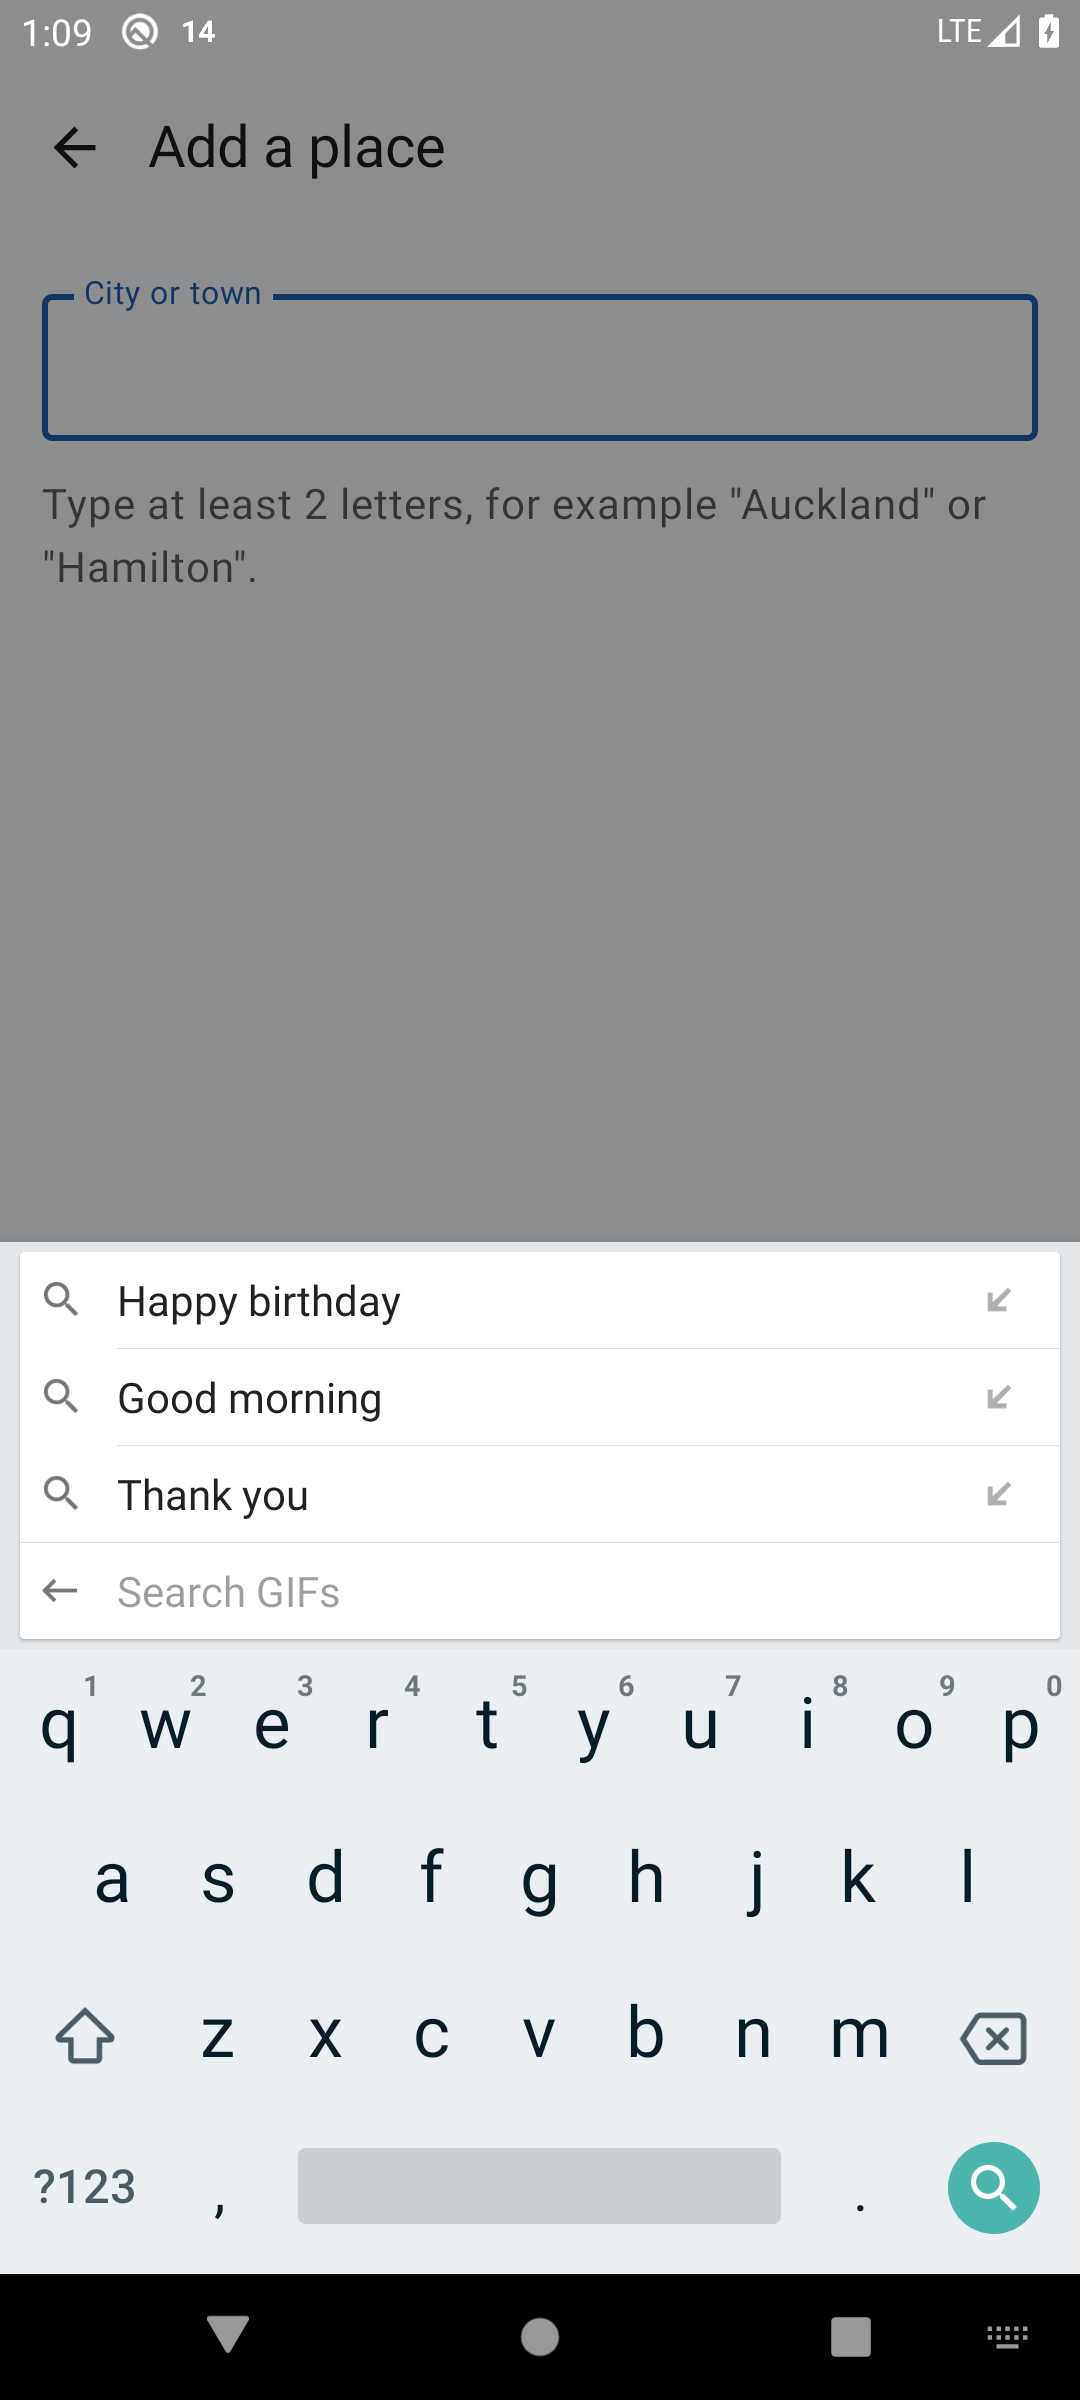 1:09 14 LTE
Add a place
City or town
Type at least 2 letters, for example "Auckland" or
"Hamilton".
Happy birthday
Good morning
Thank you
Search GIFs
1 2 3 4 5 6 7 8 9 0
q w e r t y u i o p
a s d f g h j k l
z x c v b n m
?123 , .